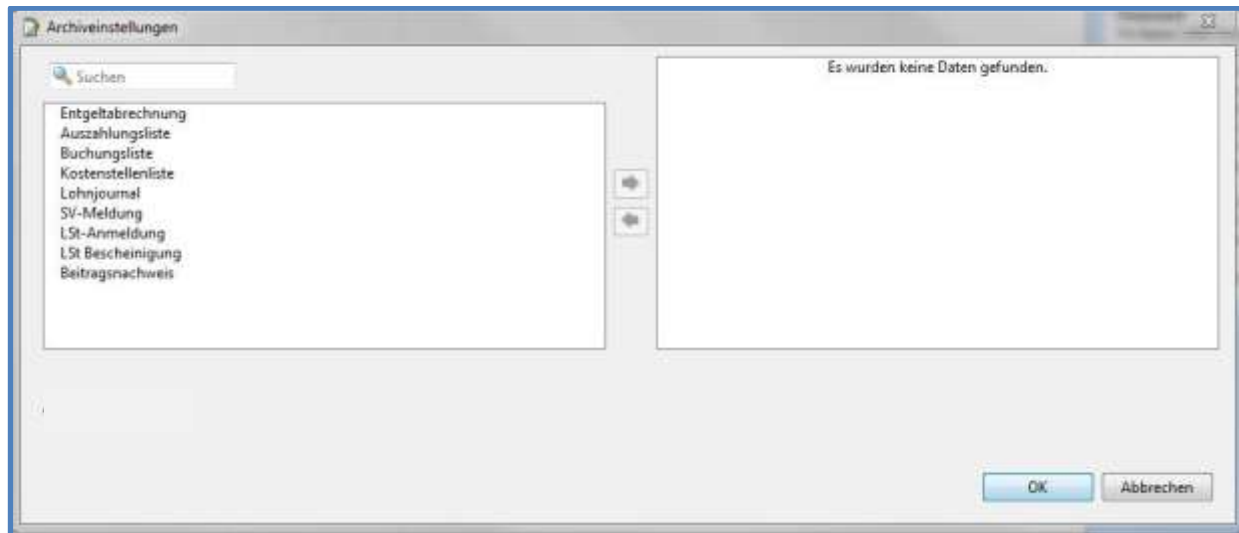 Archiveinstellungen
Suchen
Entgeltabrechnung
Auszahlungsliste
Buchungsliste
Kostenstellenliste
Lohnjournal
SV-Meldung
LSt-Anmeldung
LSt Bescheinigung
Beitragsnachweis
Es wurden keine Daten gefunden.
OK
Abbrechen